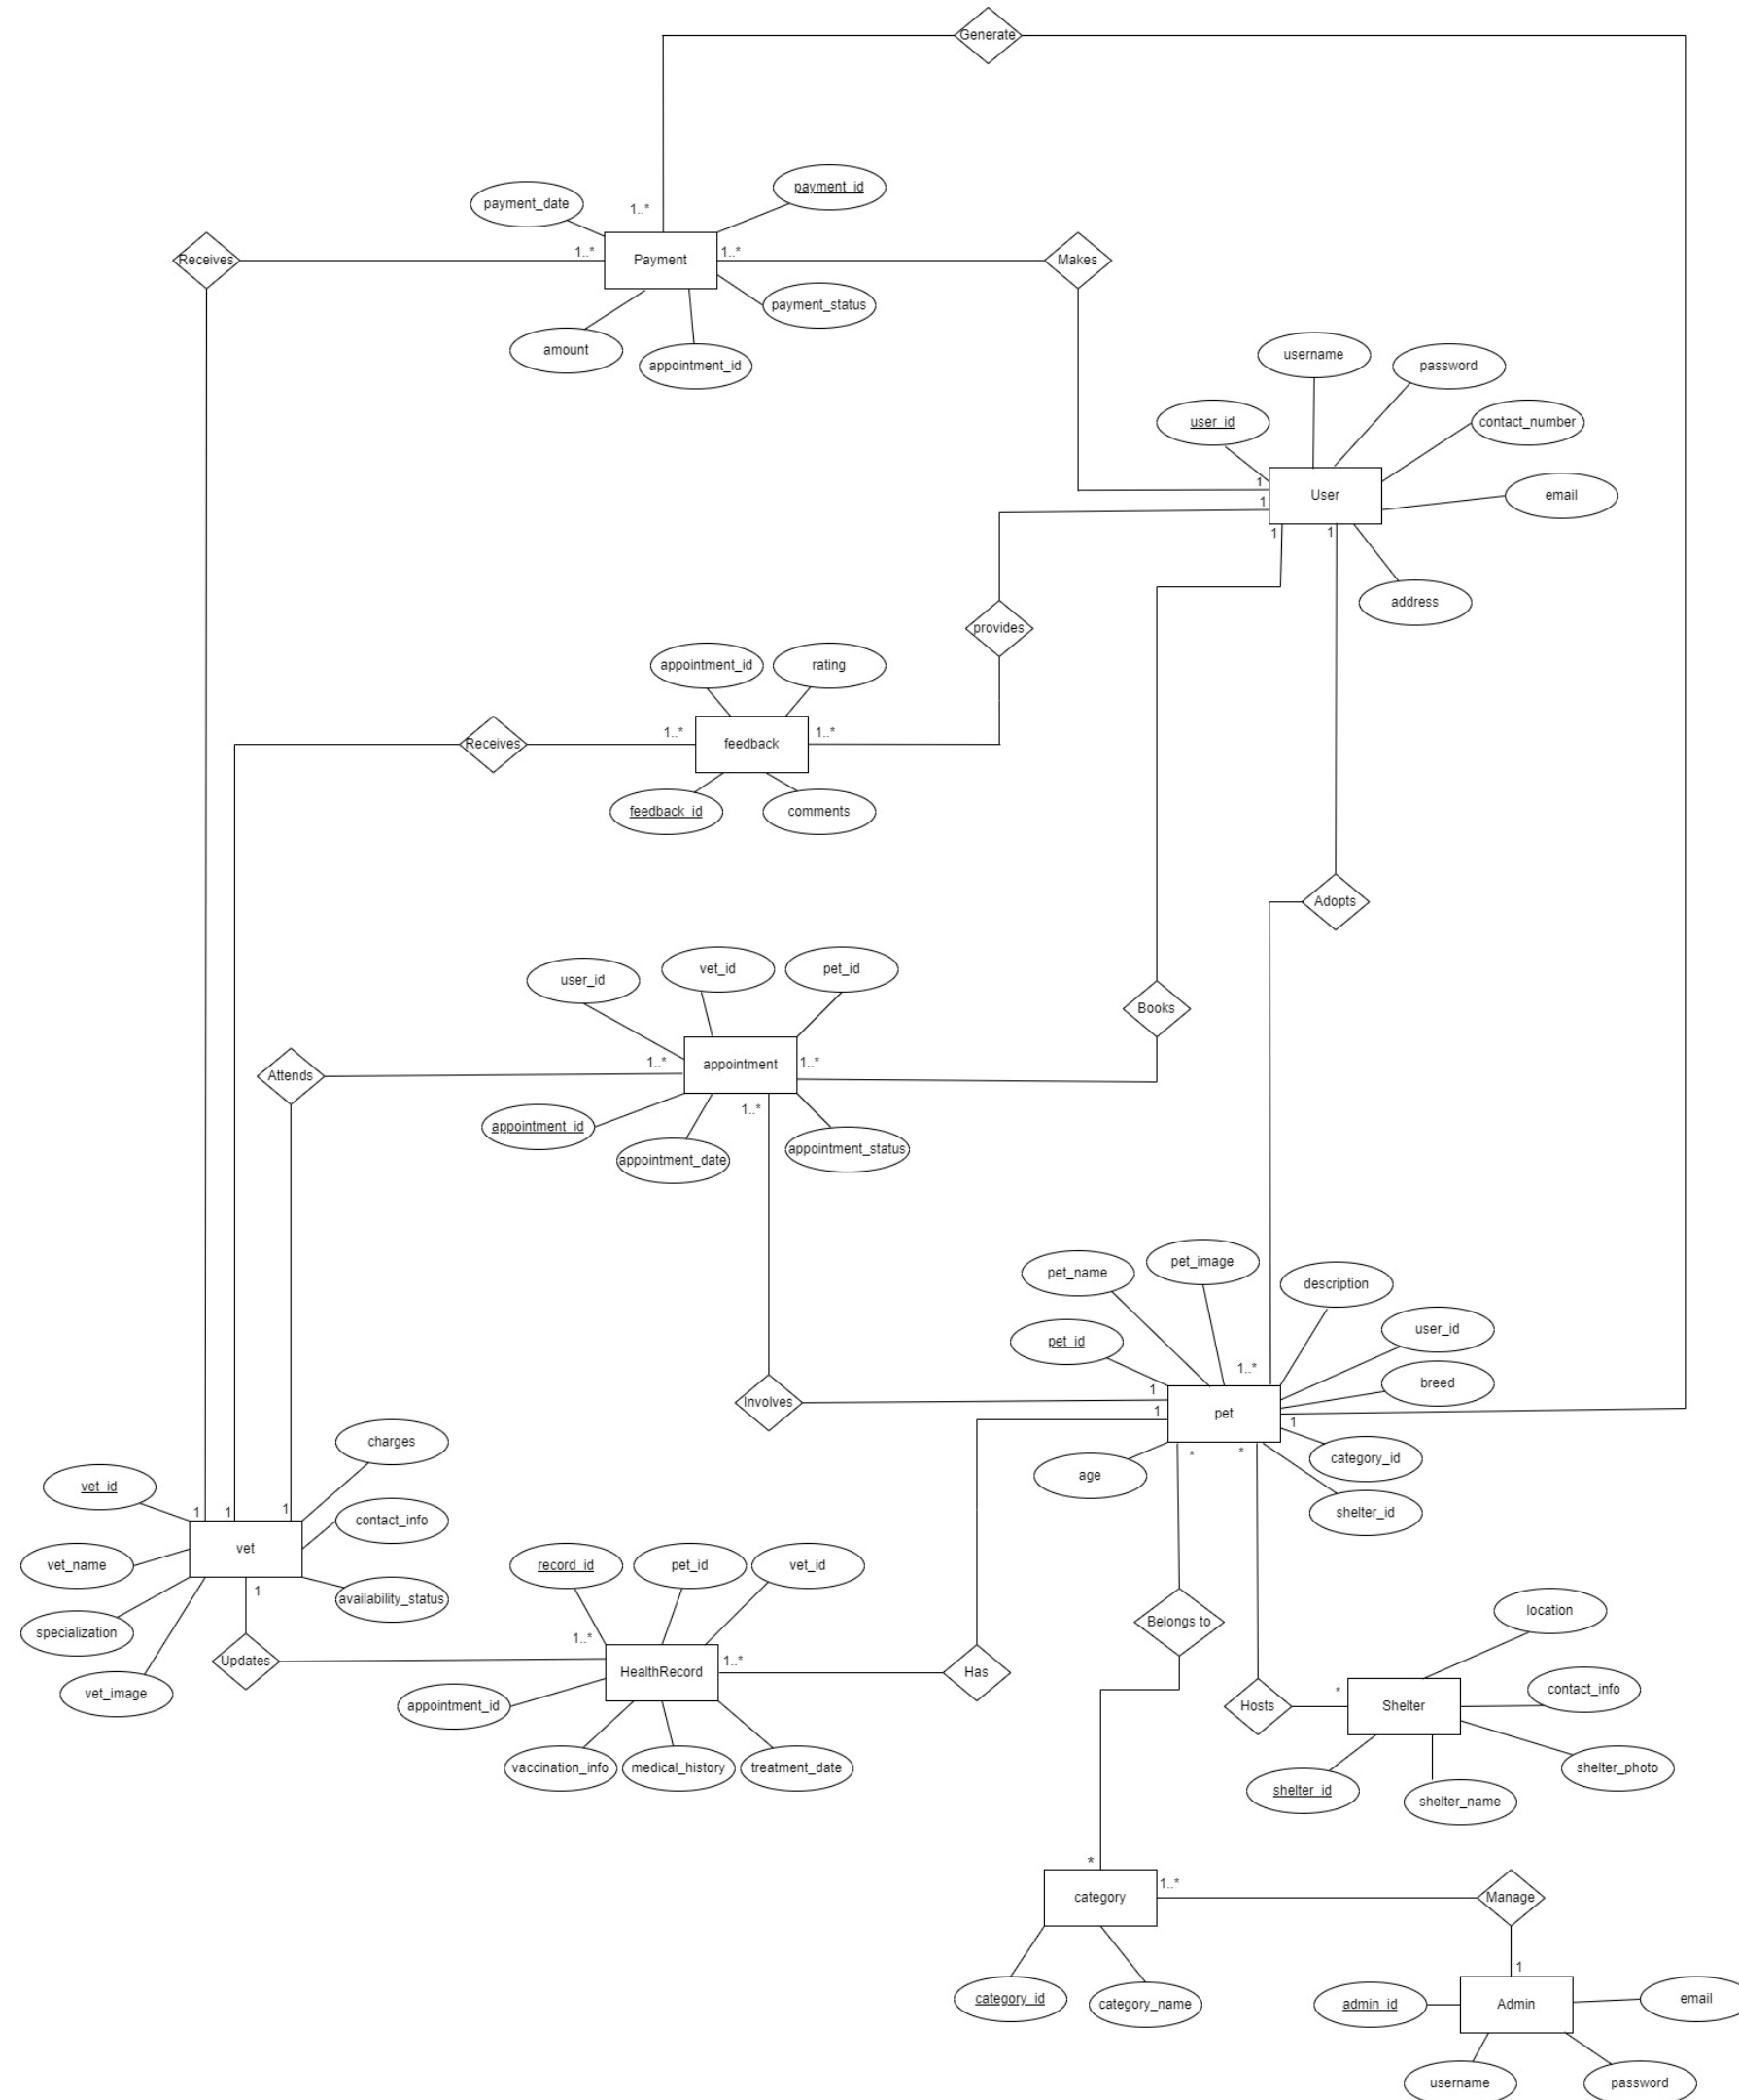 Generate
payment_id
payment_date
1..*
Receives
1..*
Payment
1..*
Makes
payment_status
amount
appointment_id
username
password
user_id
contact_number
1
User
email
1
1
1
address
provides
appointment_id
rating
Receives
1..*
feedback
1..*
feedback_id
comments
Adopts
user_id
vet_id
pet_id
Books
Attends
1..*
appointment
1..*
1..*
appointment_id
appointment_date
appointment_status
pet_name
pet_image
description
pet_id
user_id
1..*
breed
Involves
1
1
pet
1
charges
age
*
*
category_id
vet_id
shelter_id
1
1
1
contact_info
vet
vet_name
record_id
pet_id
vet_id
1
availability_status
specialization
Belongs to
location
1..*
Updates
HealthRecord
1..*
Has
vet_image
appointment_id
Hosts
*
Shelter
contact_info
vaccination_info
medical_history
treatment_date
shelter_photo
shelter_id
shelter_name
*
category
1..*
Manage
1
category_id
category_name
admin_id
Admin
email
username
password